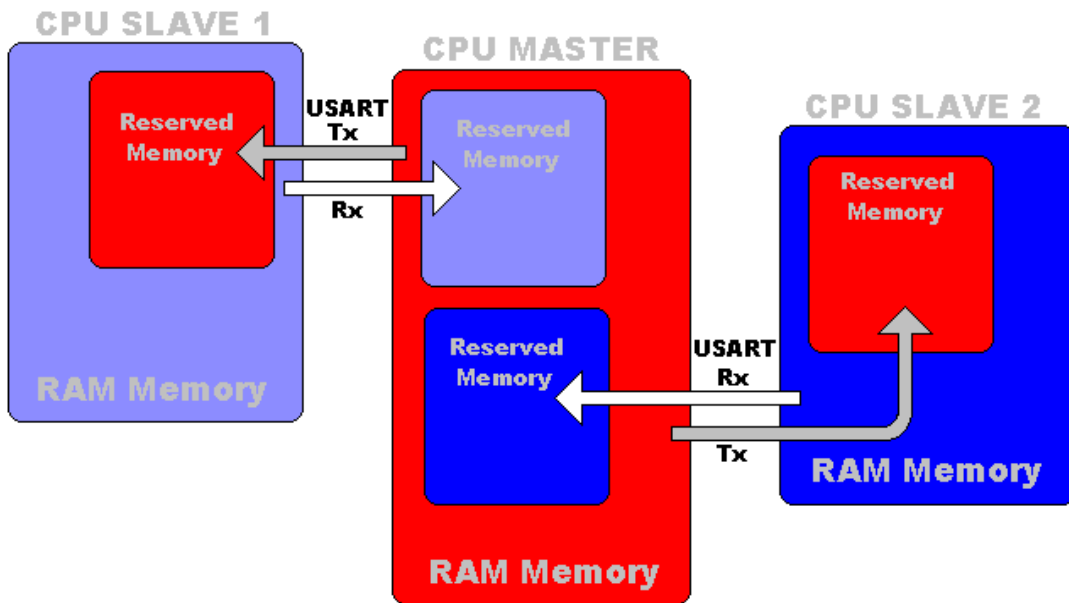 CPU SLAVE 1
Reserved
Memory
RAM Memory
USART
Tx
Rx
CPU MASTER
Reserved
Memory
Reserved
Memory
RAM Memory
USART
Rx
Tx
CPU SLAVE 2
Reserved
Memory
RAM Memory